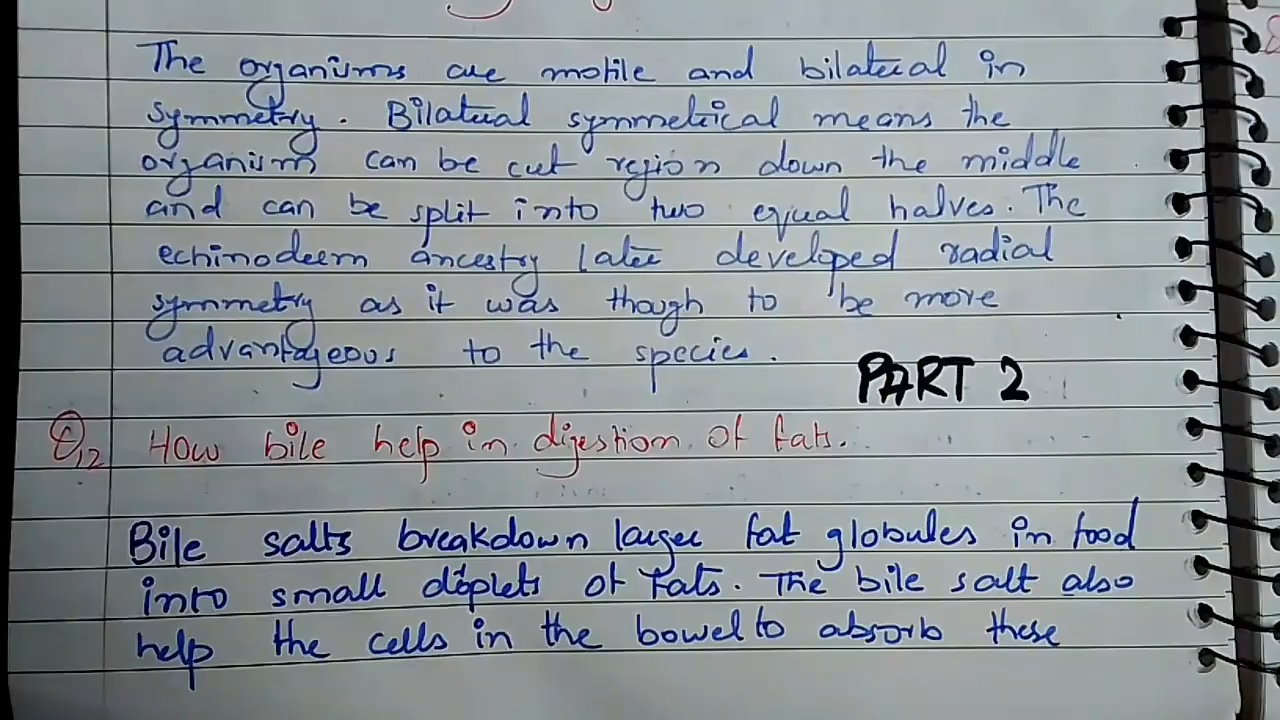 The organisms are motile and bilateral in
symmetry. Bilateral symmetrical means the
organism can be cut region down the middle
and can be split into two equal halves. The
echinoderm ancestry later developed radial
symmetry as it was though to be more
advantageous to the species.
PART 2
Q12 How bile help in digestion of fats.
Bile salts breakdown larger fat globules in food
into small doplets of fats. The bile salt also
help the cells in the bowel to absorb these